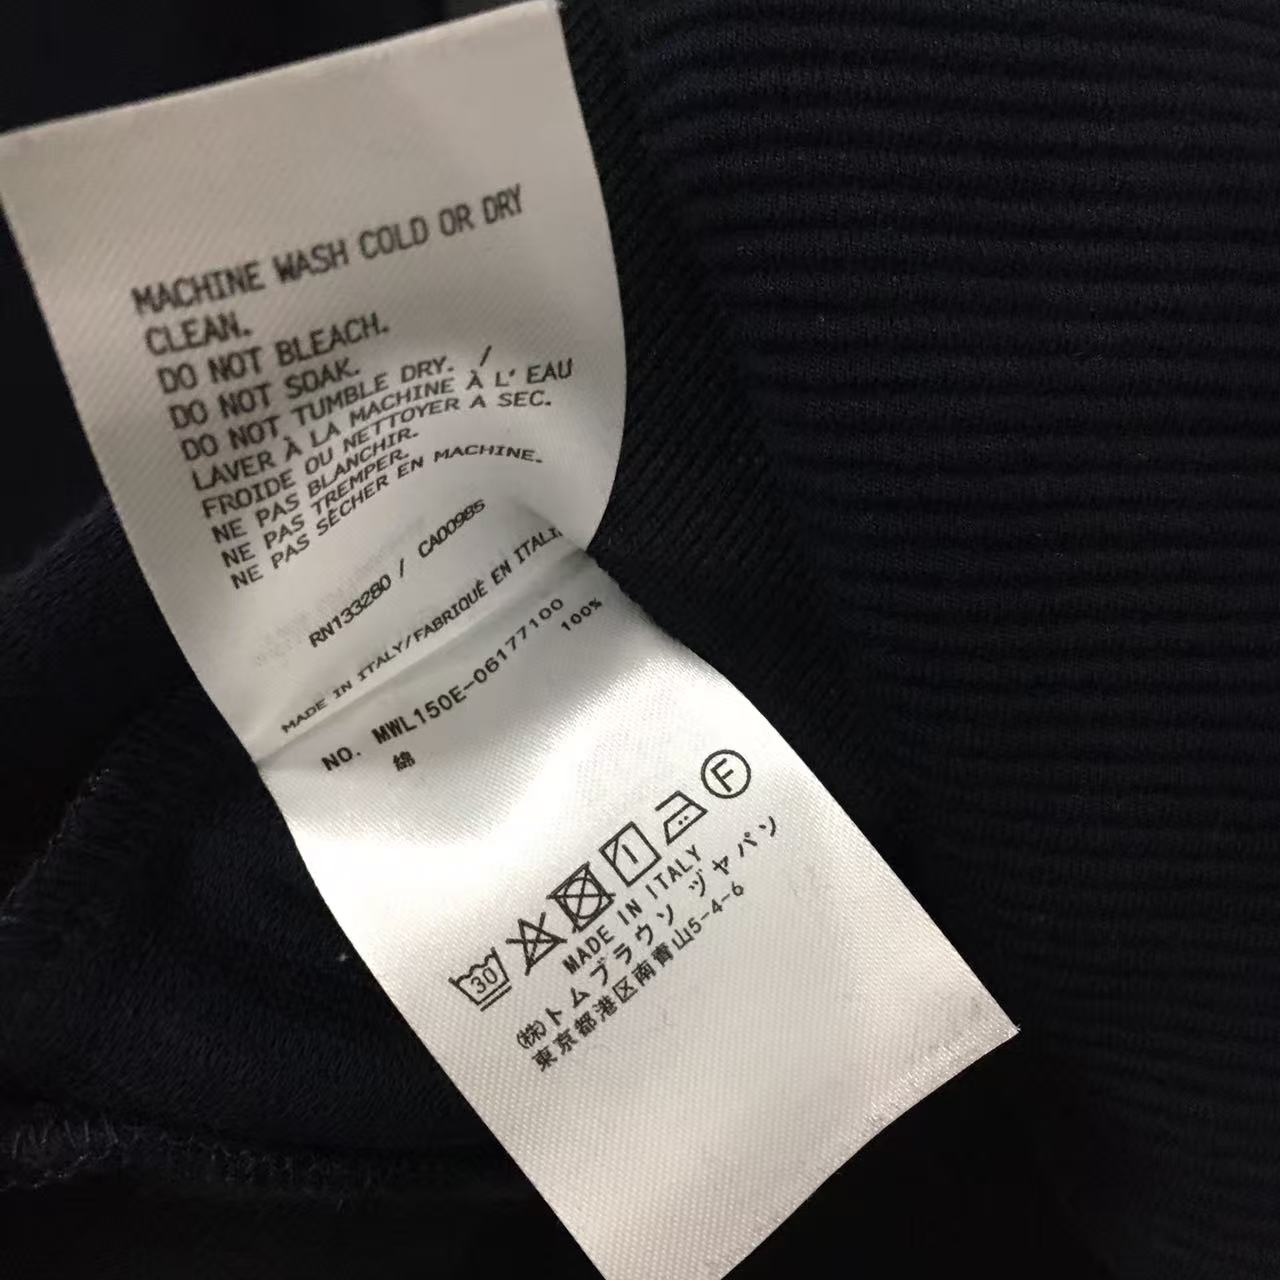 MACHINE WASH COLD OR DRY
CLEAN.
DO NOT BLEACH.
DO NOT SOAK.
DO NOT TUMBLE DRY. /
LAVER À LA MACHINE À L' EAU
FROIDE OU NETTOYER A SEC.
NE PAS BLANCHIR.
NE PAS TREMPER.
NE PAS SÉCHER EN MACHINE.
RN133280 / CA00985
MADE IN ITALY/FABRIQUÉ EN ITALI
NO. MWL150E-06177100
綿 100%
30 1 F
MADE IN ITALY
(株)トムブラウン ヅャパン
東京都港区南青山5-4-6